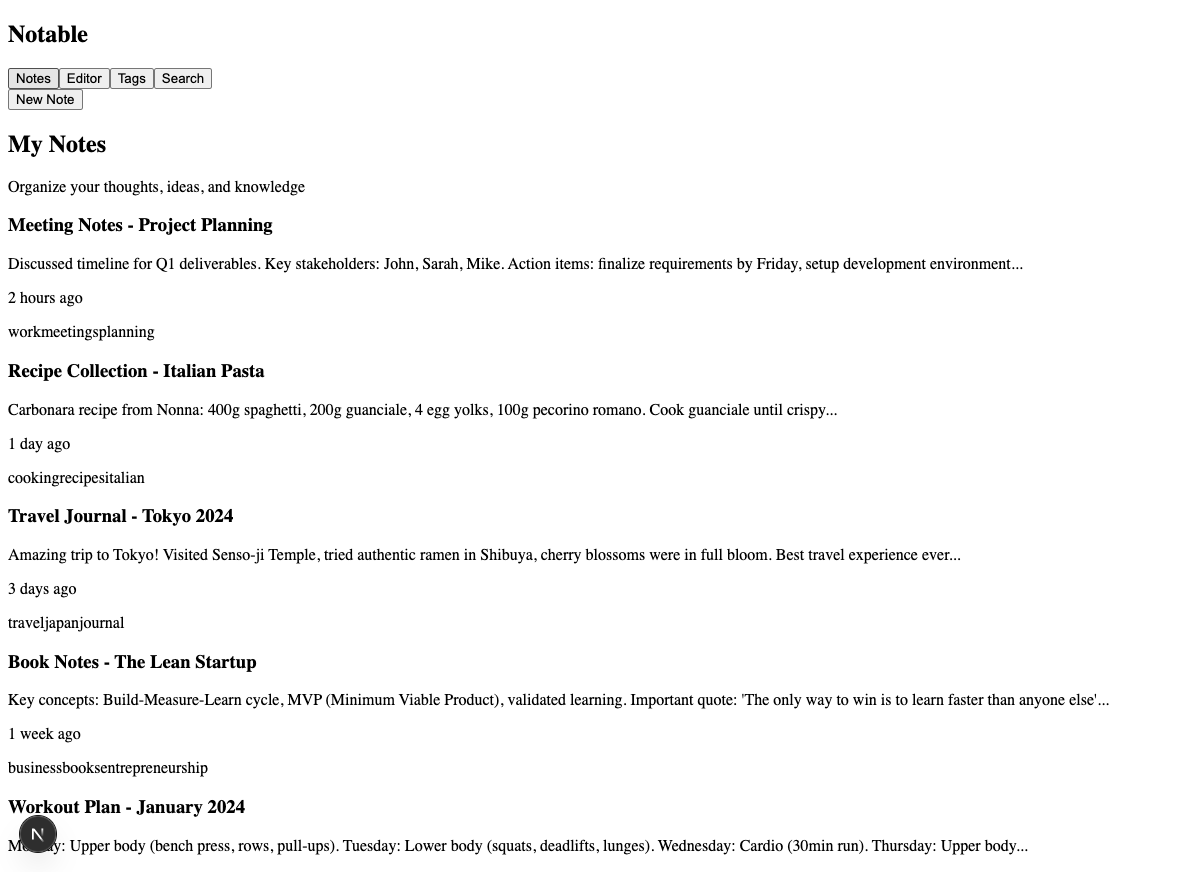 Notable
Notes Editor Tags Search
New Note
My Notes
Organize your thoughts, ideas, and knowledge
Meeting Notes - Project Planning
Discussed timeline for Q1 deliverables. Key stakeholders: John, Sarah, Mike. Action items: finalize requirements by Friday, setup development environment...
2 hours ago
workmeetingsplanning
Recipe Collection - Italian Pasta
Carbonara recipe from Nonna: 400g spaghetti, 200g guanciale, 4 egg yolks, 100g pecorino romano. Cook guanciale until crispy...
1 day ago
cookingrecipesitalian
Travel Journal - Tokyo 2024
Amazing trip to Tokyo! Visited Senso-ji Temple, tried authentic ramen in Shibuya, cherry blossoms were in full bloom. Best travel experience ever...
3 days ago
traveljapanjournal
Book Notes - The Lean Startup
Key concepts: Build-Measure-Learn cycle, MVP (Minimum Viable Product), validated learning. Important quote: 'The only way to win is to learn faster than anyone else'...
1 week ago
businessbooksentrepreneurship
Workout Plan - January 2024
N
Upper body (bench press, rows, pull-ups). Tuesday: Lower body (squats, deadlifts, lunges). Wednesday: Cardio (30min run). Thursday: Upper body...